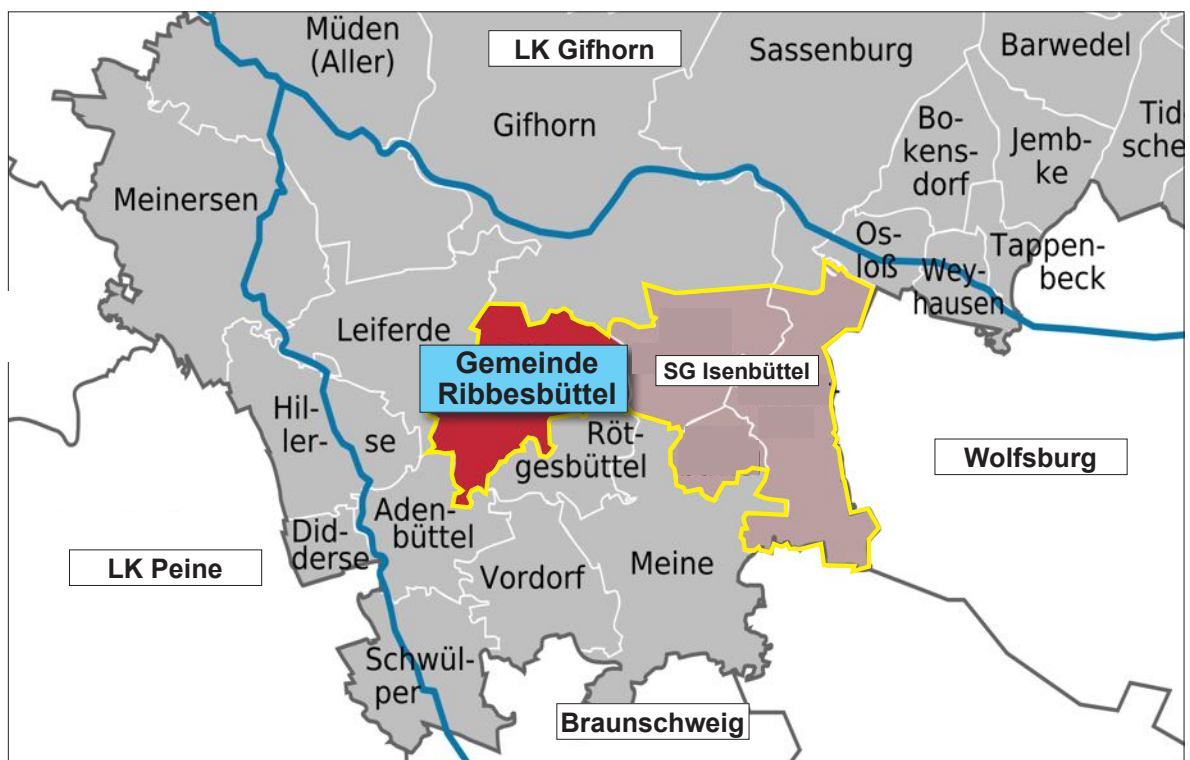 Müden
(Aller)
LK Gifhorn
Sassenburg
Barwedel
Gifhorn
Bo-
kens-
dorf
Jemb-
ke
Tid-
sche
Meinersen
Os-
loß
Wey-
hausen
Tappen-
beck
Leiferde
Gemeinde
Ribbesbüttel
SG Isenbüttel
Hil-
ler-
se
Röt-
gesbüttel
Wolfsburg
Aden-
büttel
Did-
derse
LK Peine
Vordorf
Meine
Schwül-
per
Braunschweig